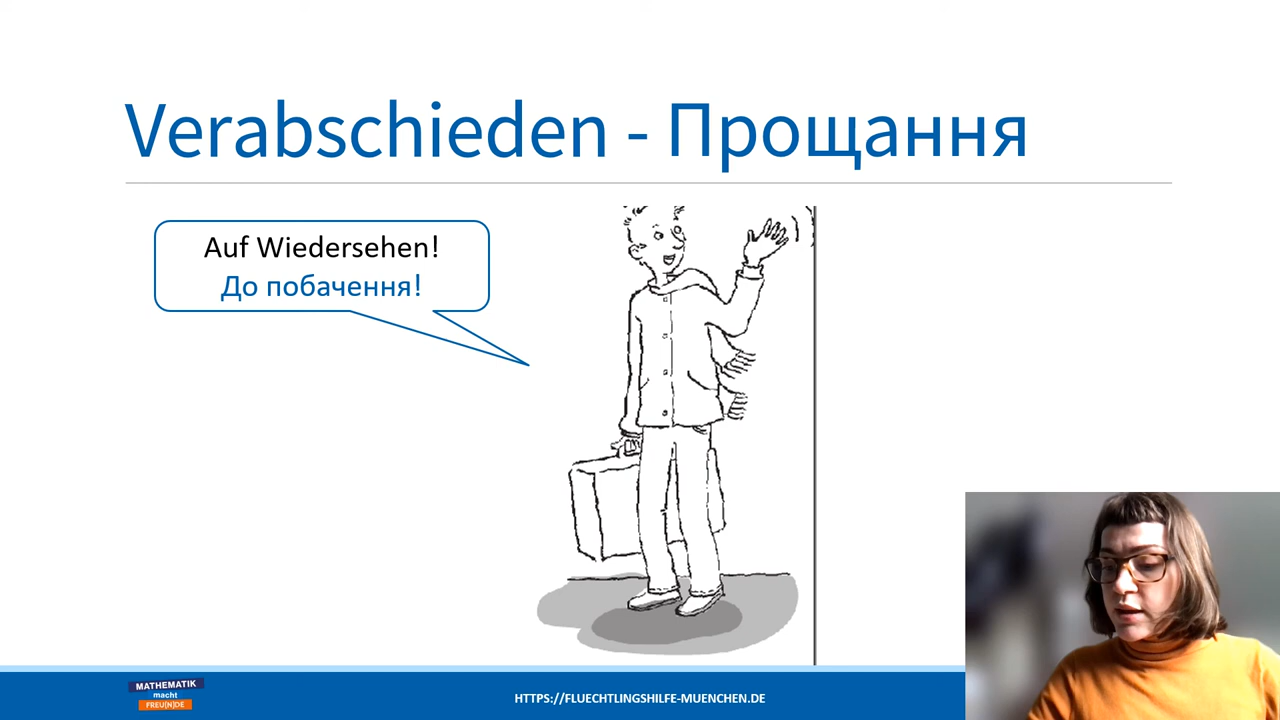 Verabschieden - Прощання
Auf Wiedersehen!
До побачення!
MATHEMATIK
macht
FREU(N)DE
HTTPS://FLUECHTLINGSHILFE-MUENCHEN.DE